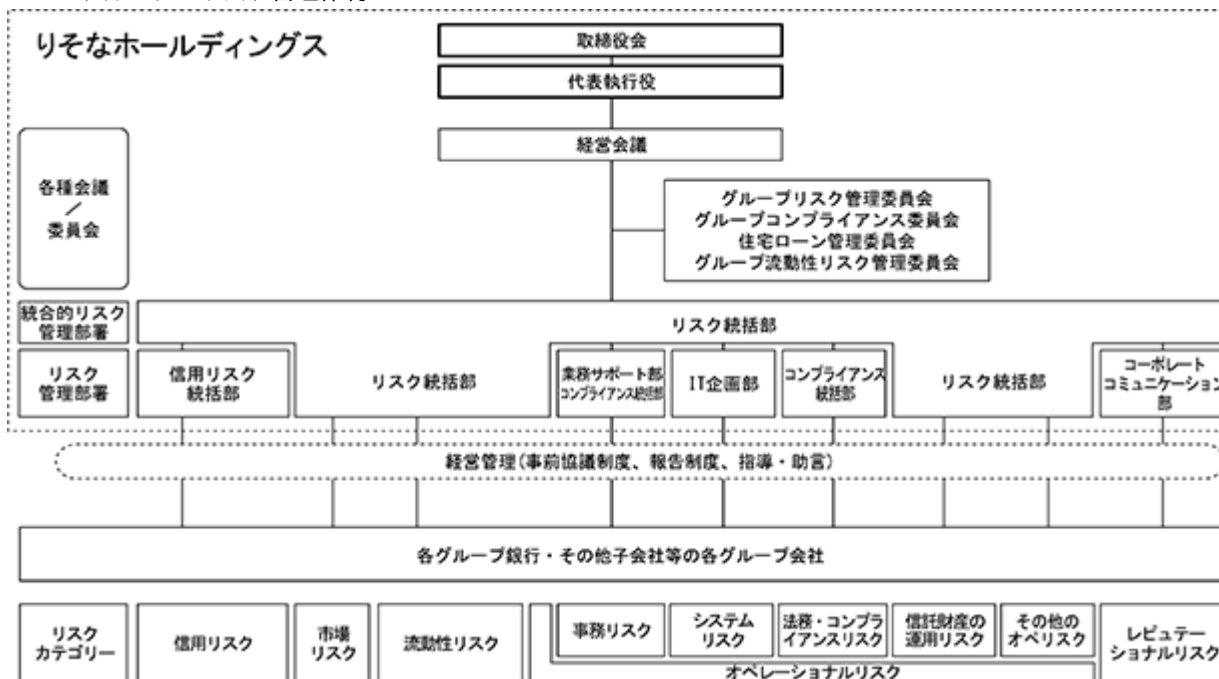 りそなホールディングス
取締役会
代表執行役
経営会議
各種会議
／
委員会
グループリスク管理委員会
グループコンプライアンス委員会
住宅ローン管理委員会
グループ流動性リスク管理委員会
統合的リスク
管理部署
リスク統括部
リスク
管理部署
信用リスク
統括部
リスク統括部
業務サポート部
コンプライアンス統括部
IT企画部
コンプライアンス
統括部
リスク統括部
コーポレート
コミュニケーション
部
経営管理(事前協議制度、報告制度、指導・助言)
各グループ銀行・その他子会社等の各グループ会社
リスク
カテゴリー
信用リスク
市場
リスク
流動性リスク
事務リスク
システム
リスク
法務・コンプラ
イアンスリスク
信託財産の
運用リスク
その他の
オペリスク
オペレーショナルリスク
レピュテー
ショナルリスク